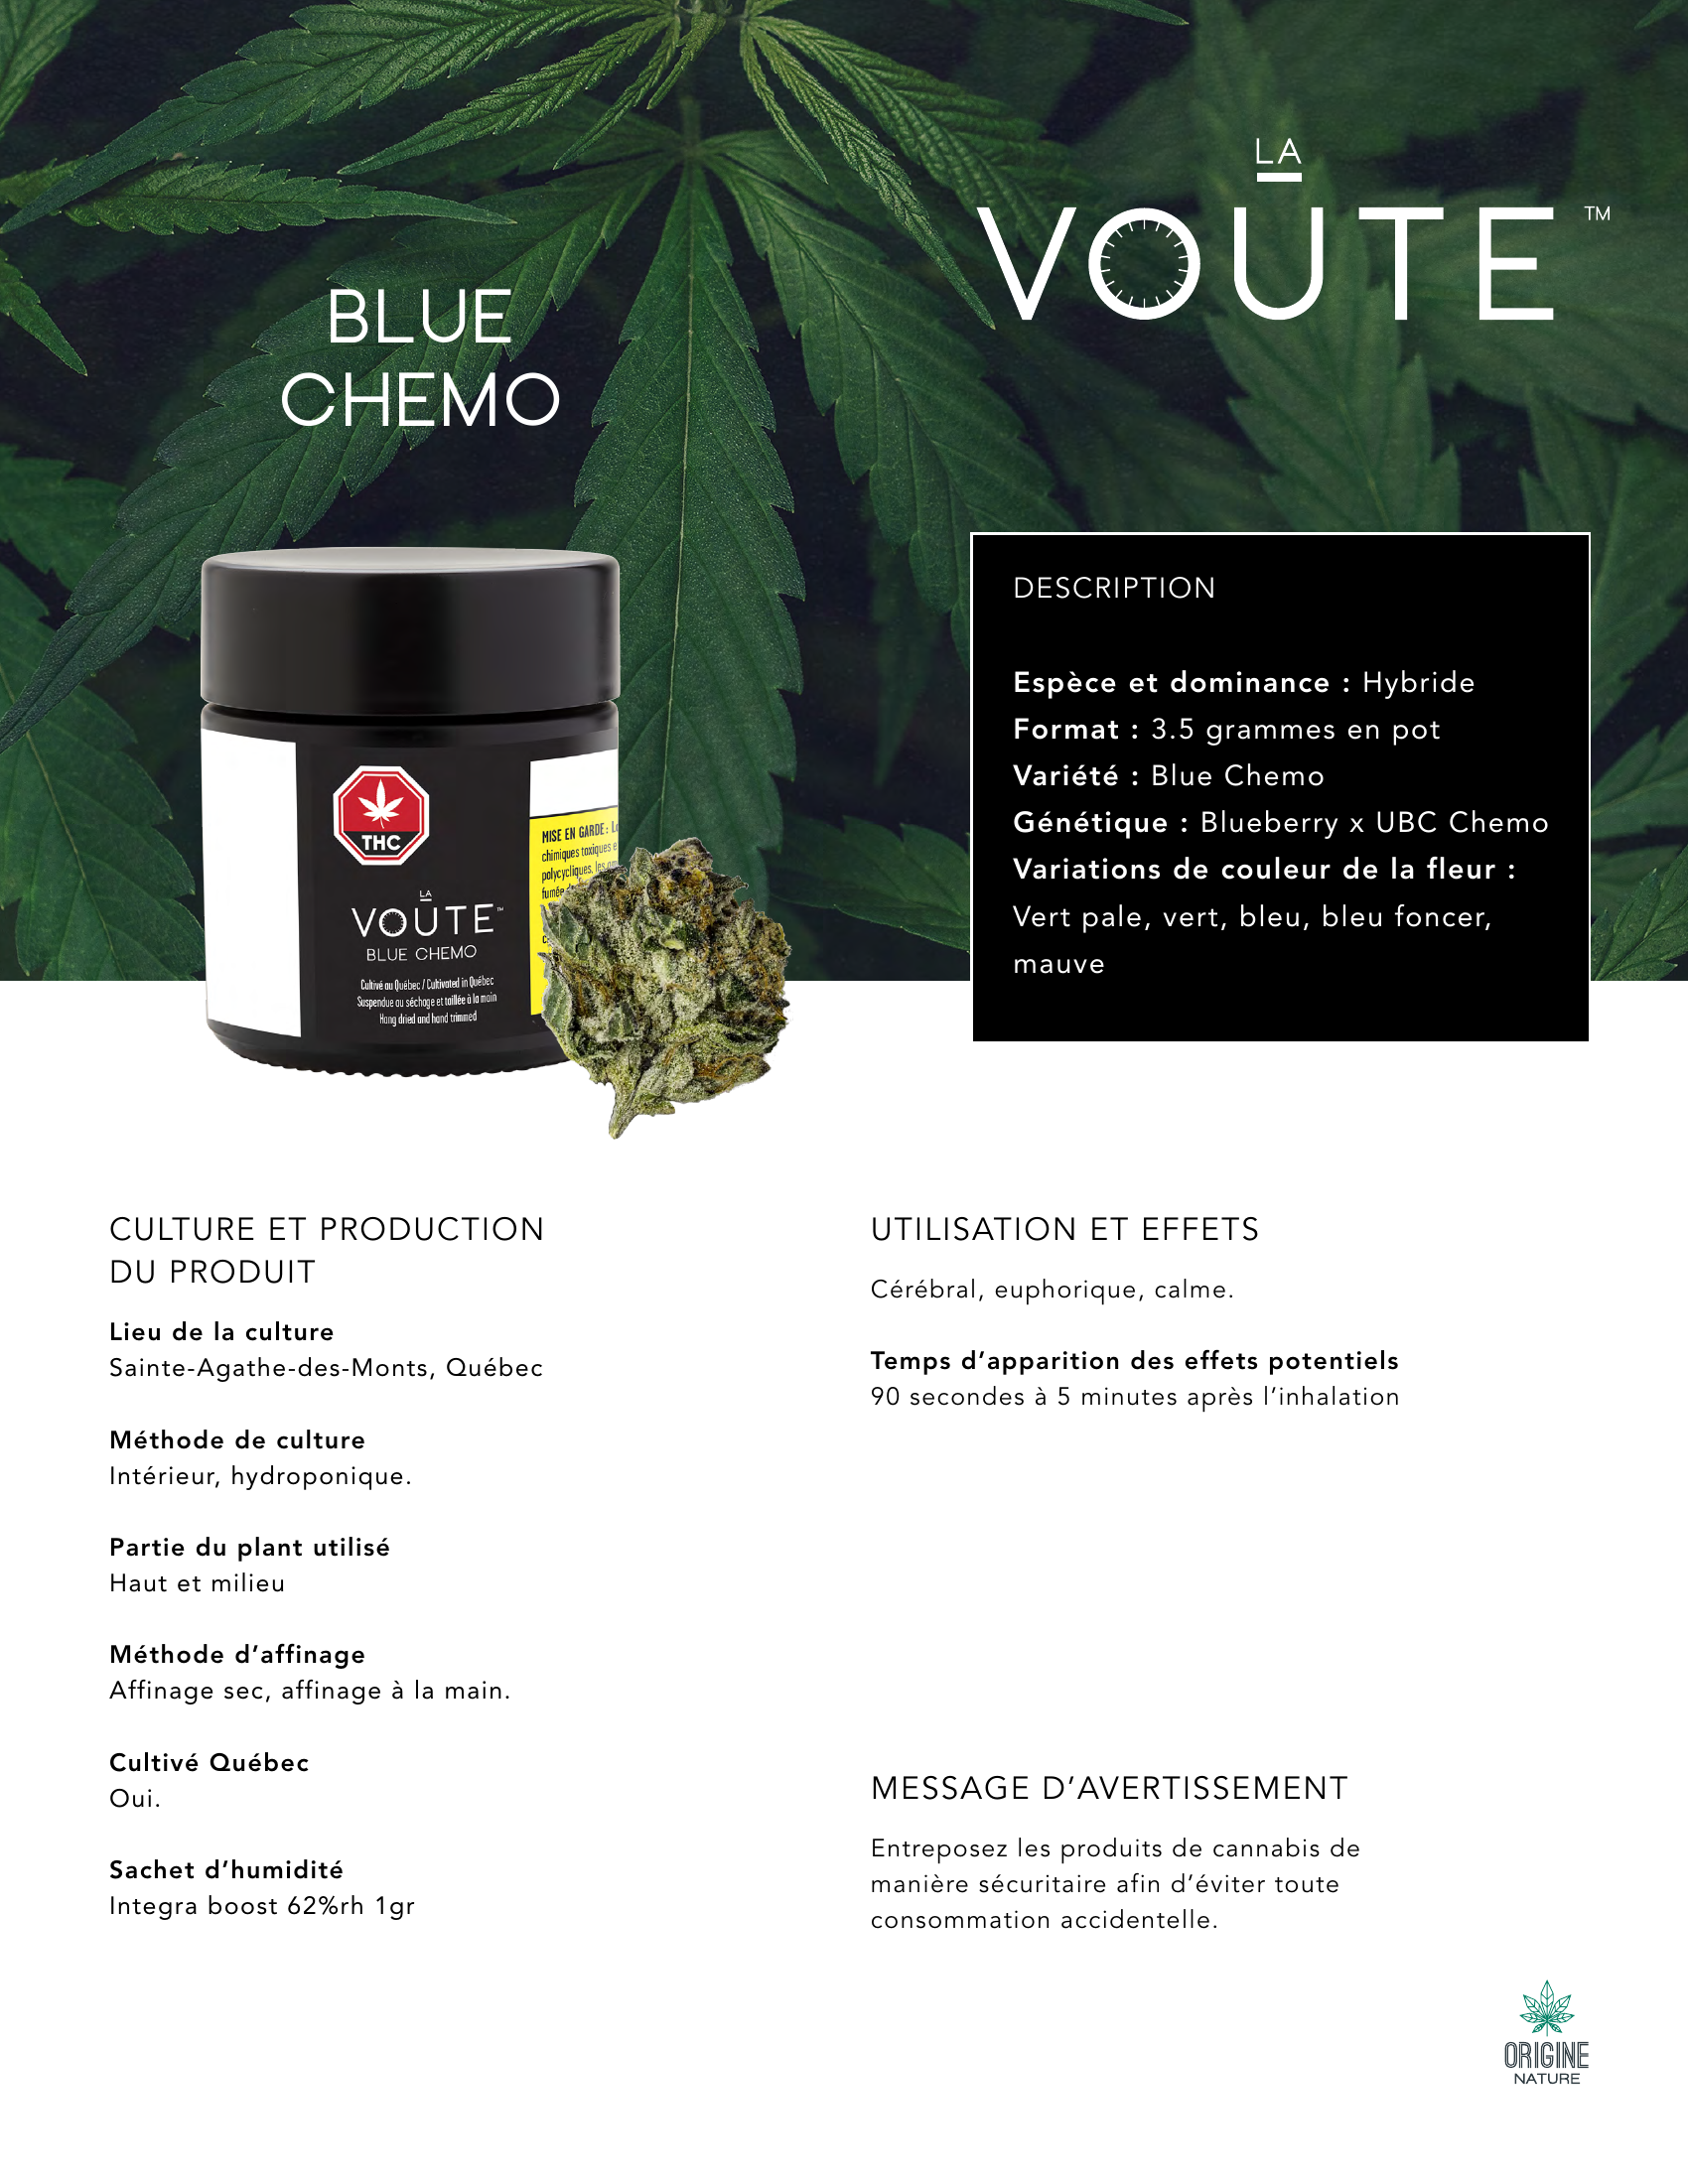 LA
VOÛTE™
BLUE
CHEMO
DESCRIPTION
Espèce et dominance : Hybride
Format : 3.5 grammes en pot
Variété : Blue Chemo
Génétique : Blueberry x UBC Chemo
Variations de couleur de la fleur :
Vert pale, vert, bleu, bleu foncer,
mauve
THC
LA
VOÛTE™
BLUE CHEMO
Cultivé au Québec / Cultivated in Québec
Suspendue au séchage et taillée à la main
Hang dried and hand trimmed
MISE EN GARDE :
chimiques toxiques
polycycliques, les
fumée
CULTURE ET PRODUCTION
DU PRODUIT
Lieu de la culture
Sainte-Agathe-des-Monts, Québec
Méthode de culture
Intérieur, hydroponique.
Partie du plant utilisé
Haut et milieu
Méthode d’affinage
Affinage sec, affinage à la main.
Cultivé Québec
Oui.
Sachet d’humidité
Integra boost 62%rh 1gr
UTILISATION ET EFFETS
Cérébral, euphorique, calme.
Temps d’apparition des effets potentiels
90 secondes à 5 minutes après l’inhalation
MESSAGE D’AVERTISSEMENT
Entreposez les produits de cannabis de
manière sécuritaire afin d’éviter toute
consommation accidentelle.
ORIGINE
NATURE